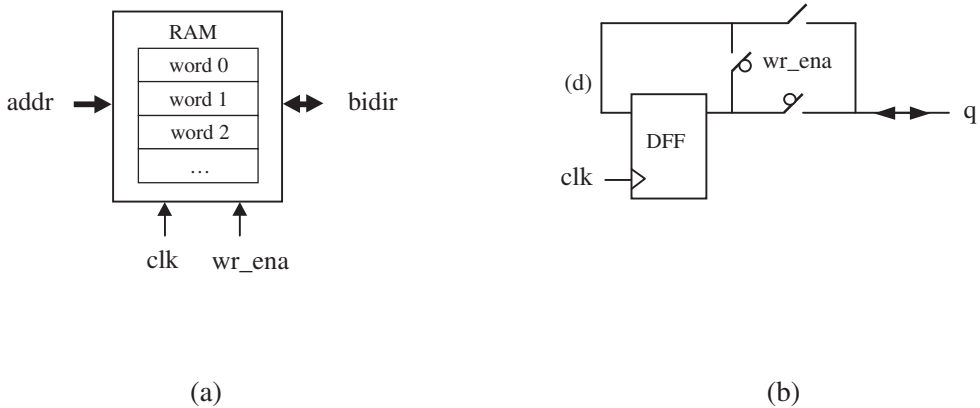 RAM
word 0
word 1
word 2
…
addr
bidir
clk
wr_ena
(a)
wr_ena
(d)
DFF
clk
q
(b)